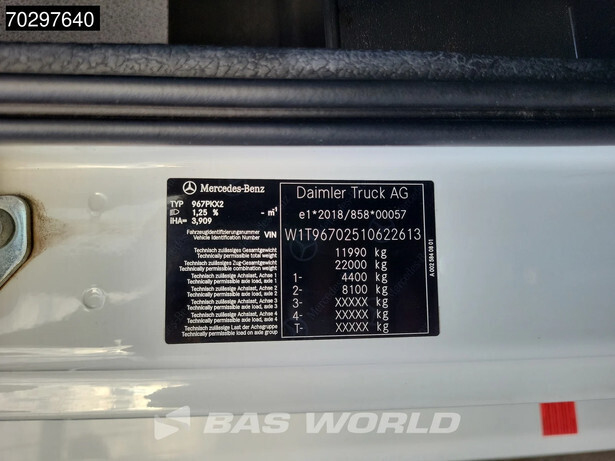 70297640
Mercedes-Benz
Daimler Truck AG
TYP 967PKX2
1,25 % - m¹
IHA= 3,909
e1*2018/858*00057
Fahrzeugidentifizierungsnummer
Vehicle Identification Number VIN
W1T96702510622613
Technisch zulässiges Gesamtgewicht
Technically permissible total weight
11990 kg
Technisch zulässiges Zug-Gesamtgewicht
Technically permissible combination weight
22000 kg
Technisch zulässige Achslast, Achse 1
Technically permissible axle load, axle 1
1- 4400 kg
Technisch zulässige Achslast, Achse 2
Technically permissible axle load, axle 2
2- 8100 kg
Technisch zulässige Achslast, Achse 3
Technically permissible axle load, axle 3
3- XXXXX kg
Technisch zulässige Achslast, Achse 4
Technically permissible axle load, axle 4
4- XXXXX kg
Technisch zulässige Last der Achsgruppe
Technically permissible load on axle group
T- XXXXX kg
BAS WORLD